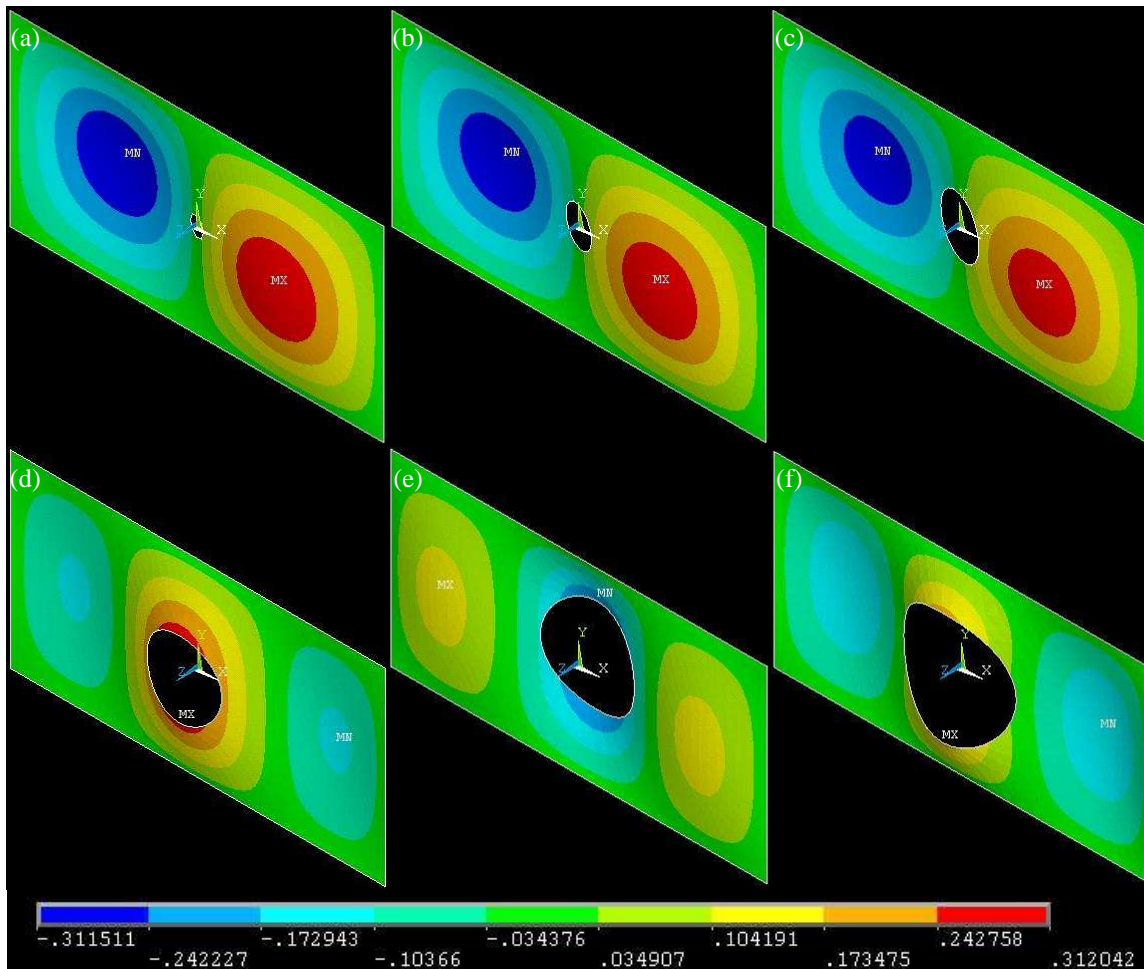 (a)
(b)
(c)
MN
MN
MN
Y
Y
Y
Z
X
Z
X
Z
X
MX
MX
MX
(d)
(e)
(f)
MX
MN
Y
Y
Y
Z
X
Z
X
Z
X
MX
MN
MX
MN
-.311511
-.172943
-.034376
.104191
.242758
-.242227
-.10366
.034907
.173475
.312042